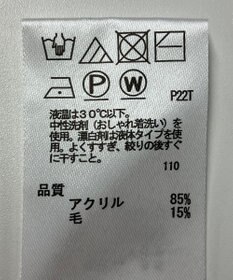 P W P22T
液温は30℃以下。
中性洗剤(おしゃれ着洗い)を
使用。漂白剤は液体タイプを使
用。よくすすぎ、絞りの後すぐ
に干すこと。
110
品質
アクリル 85%
毛 15%